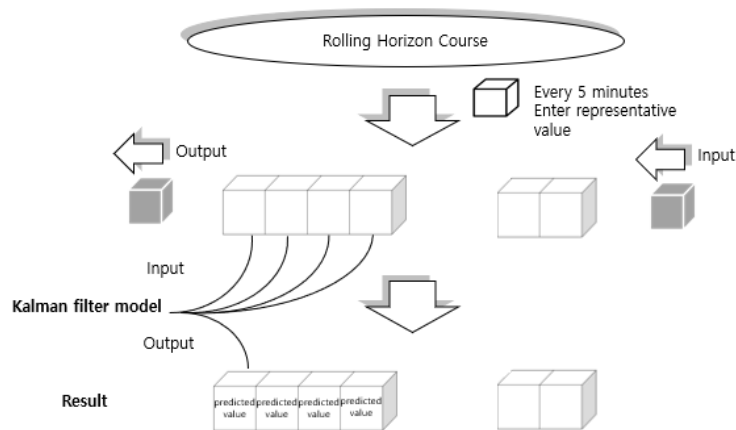 Rolling Horizon Course
Every 5 minutes
Enter representative
value
Output
Input
Input
Kalman filter model
Output
Result
predicted
value
predicted
value
predicted
value
predicted
value